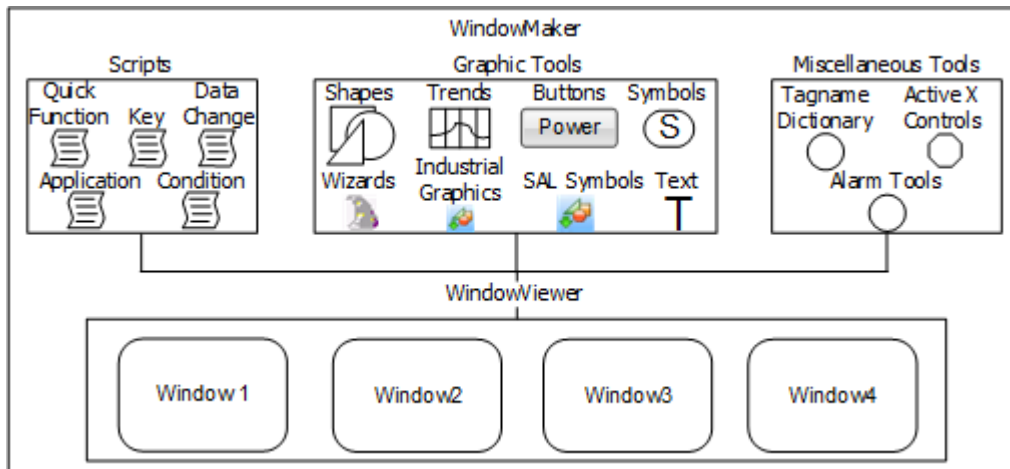 WindowMaker
Scripts
Graphic Tools
Miscellaneous Tools
Quick Function
Key
Data Change
Application
Condition
Shapes
Trends
Buttons
Symbols
Power
S
Wizards
Industrial Graphics
SAL Symbols
Text
T
Tagname Dictionary
Active X Controls
Alarm Tools
WindowViewer
Window 1
Window2
Window3
Window4